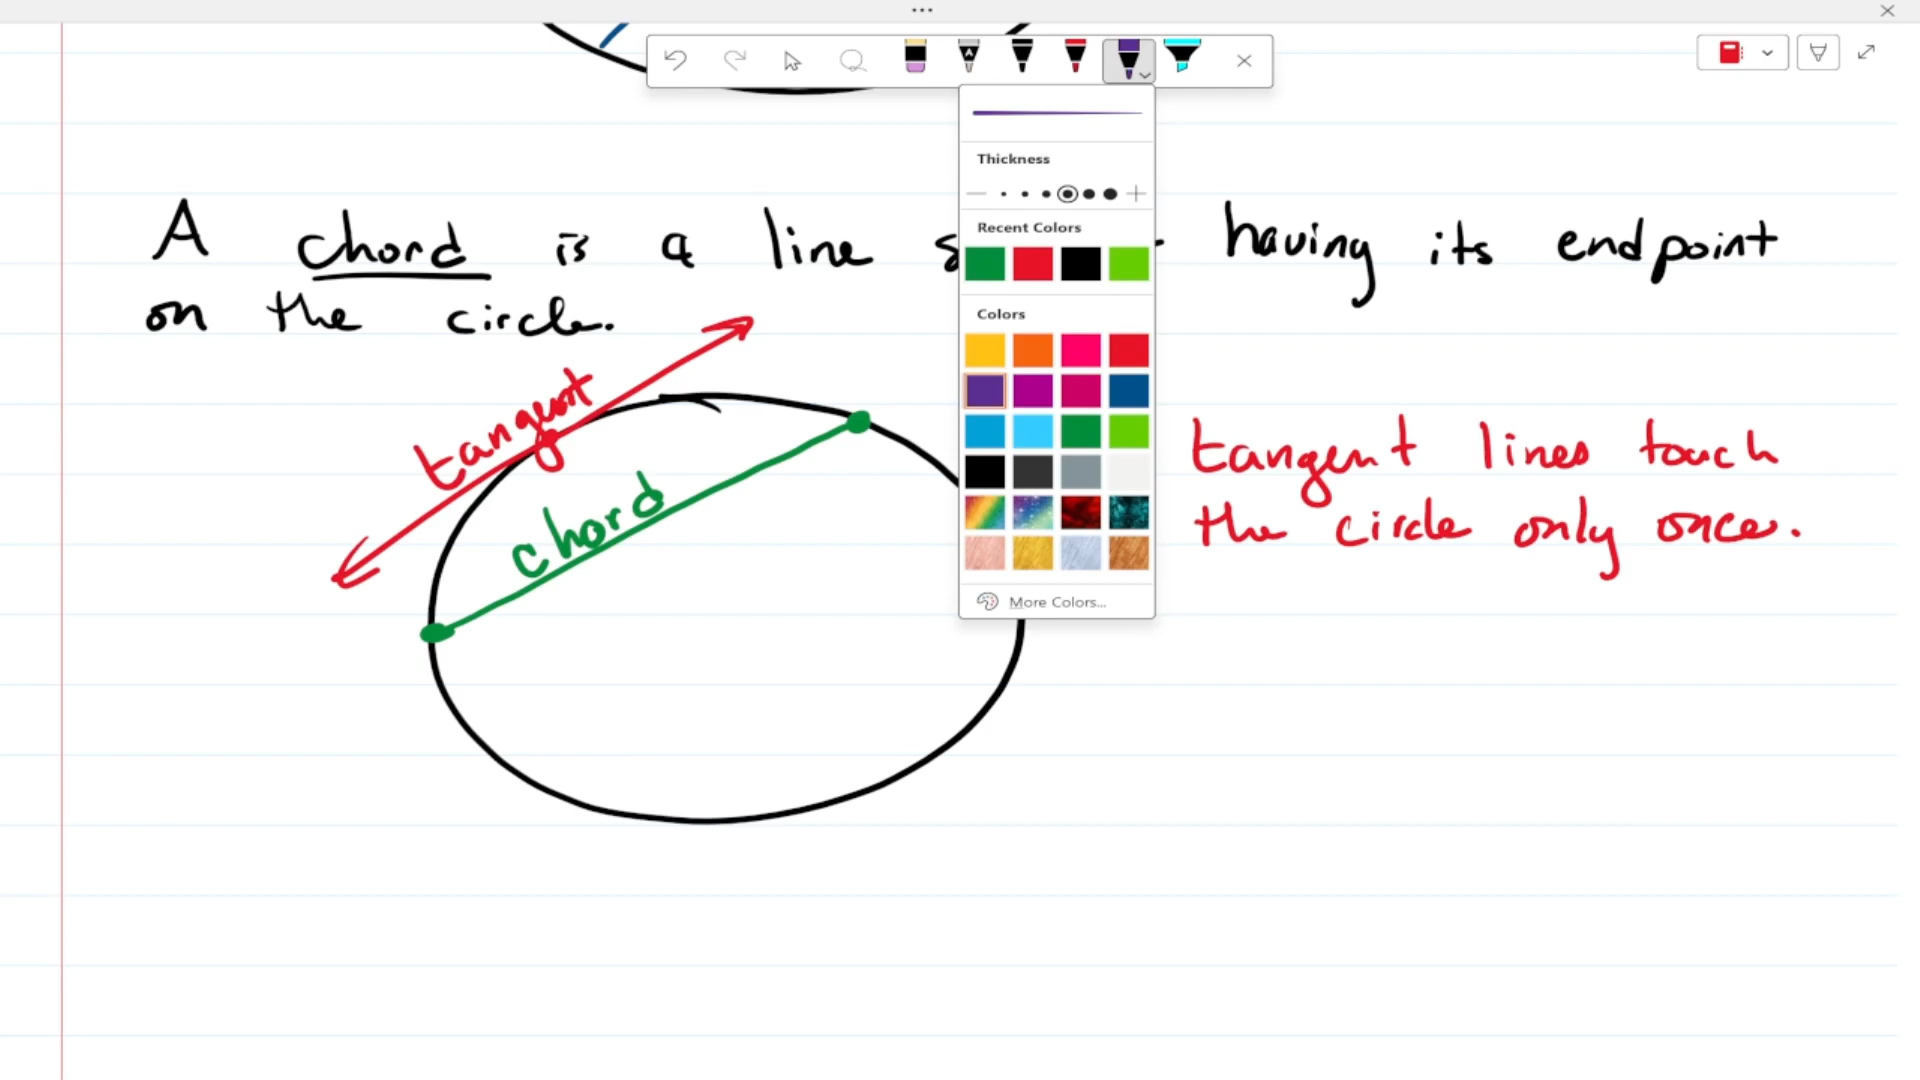 Thickness
Recent Colors
Colors
More Colors...
A chord is a line having its endpoint
on the circle.
tangent
chord
tangent lines touch
the circle only once.